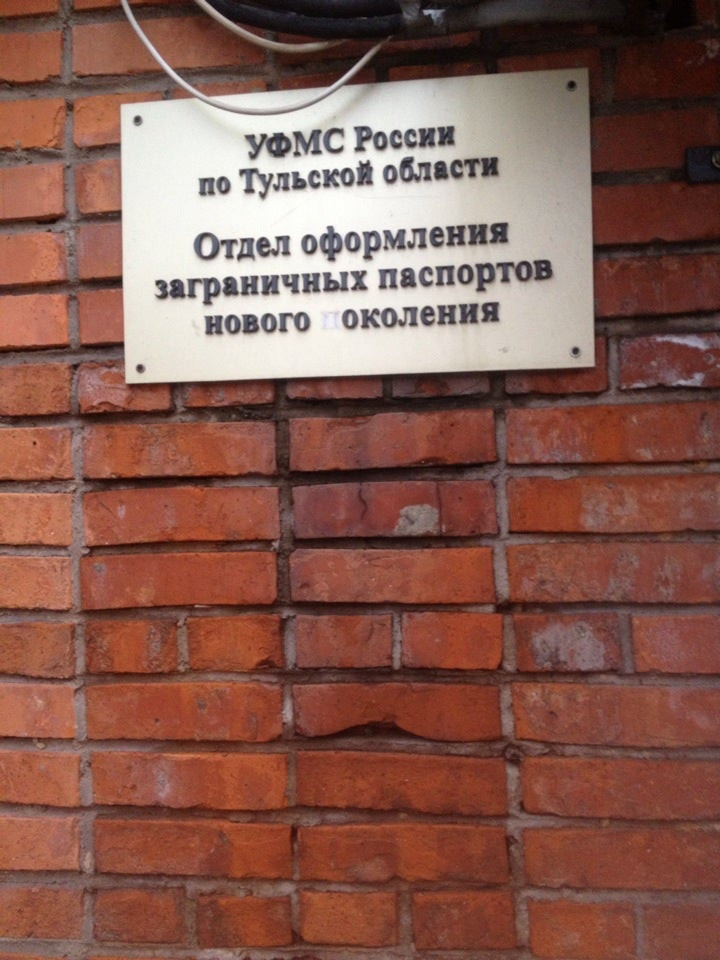 УФМС России
по Тульской области
Отдел оформления
заграничных паспортов
нового поколения